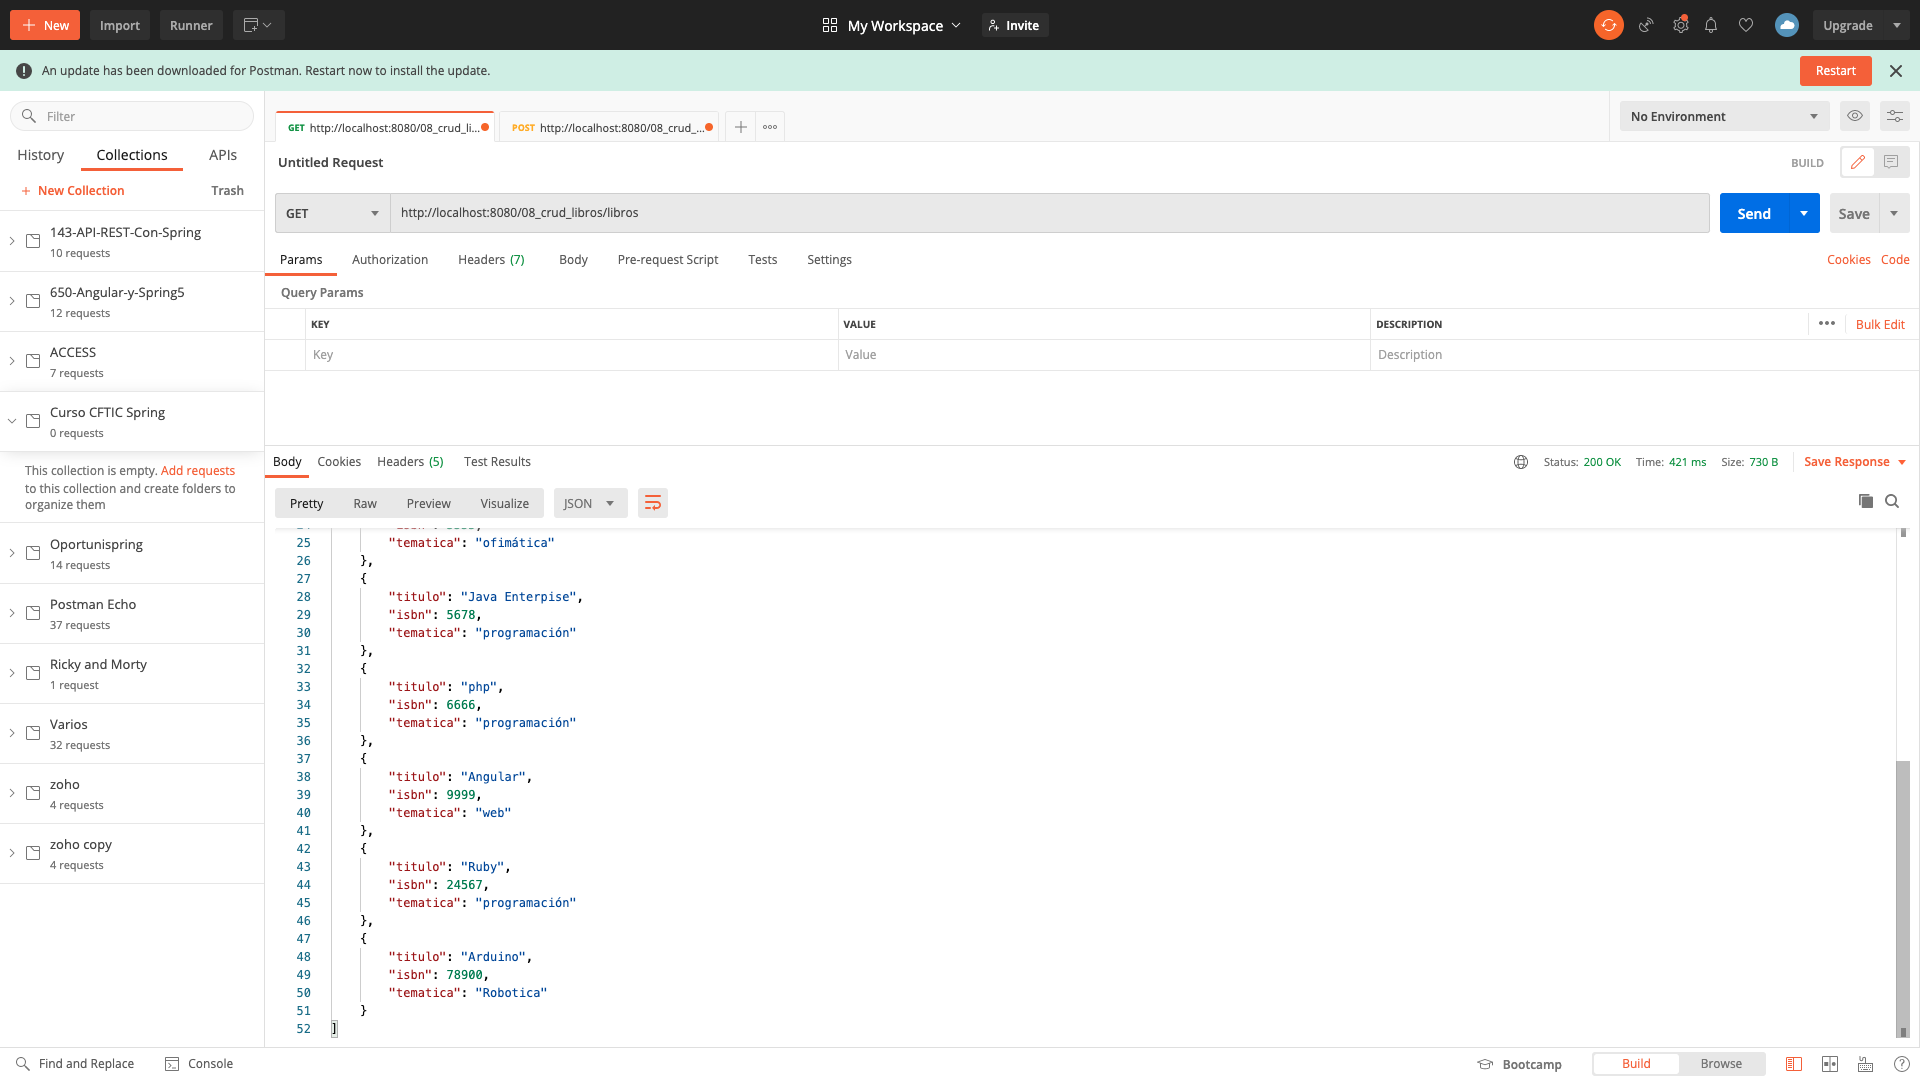 New
Import
Runner
My Workspace
Invite
Upgrade
An update has been downloaded for Postman. Restart now to install the update.
Restart
Filter
History
Collections
APIs
New Collection
Trash
143-API-REST-Con-Spring
10 requests
650-Angular-y-Spring5
12 requests
ACCESS
7 requests
Curso CFTIC Spring
0 requests
This collection is empty. Add requests
to this collection and create folders to
organize them
Oportunispring
14 requests
Postman Echo
37 requests
Ricky and Morty
1 request
Varios
32 requests
zoho
4 requests
zoho copy
4 requests
GET http://localhost:8080/08_crud_li...
POST http://localhost:8080/08_crud_...
No Environment
Untitled Request
BUILD
GET
http://localhost:8080/08_crud_libros/libros
Send
Save
Params
Authorization
Headers (7)
Body
Pre-request Script
Tests
Settings
Cookies
Code
Query Params
KEY
VALUE
DESCRIPTION
Bulk Edit
Key
Value
Description
Body
Cookies
Headers (5)
Test Results
Status: 200 OK
Time: 421 ms
Size: 730 B
Save Response
Pretty
Raw
Preview
Visualize
JSON
25 "tematica": "ofimática"
26 },
27 {
28 "titulo": "Java Enterpise",
29 "isbn": 5678,
30 "tematica": "programación"
31 },
32 {
33 "titulo": "php",
34 "isbn": 6666,
35 "tematica": "programación"
36 },
37 {
38 "titulo": "Angular",
39 "isbn": 9999,
40 "tematica": "web"
41 },
42 {
43 "titulo": "Ruby",
44 "isbn": 24567,
45 "tematica": "programación"
46 },
47 {
48 "titulo": "Arduino",
49 "isbn": 78900,
50 "tematica": "Robotica"
51 }
52 ]
Find and Replace
Console
Bootcamp
Build
Browse